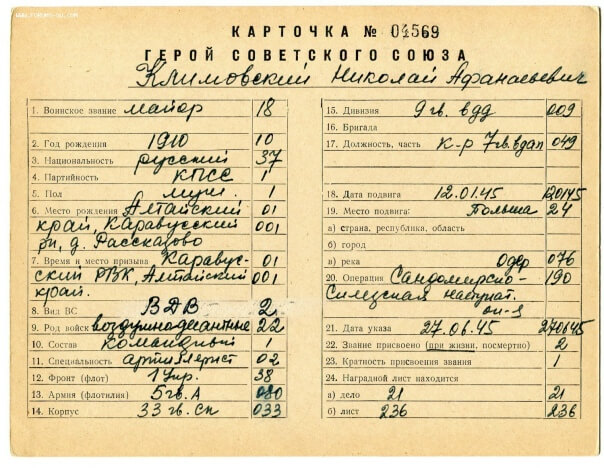 www.forums-su.com
КАРТОЧКА № 04569
ГЕРОЙ СОВЕТСКОГО СОЮЗА
Климовский Николай Афанасьевич
1. Воинское звание майор 18
2. Год рождения 1910 10
3. Национальность русский 37
4. Партийность КПСС 1
5. Пол муж. 1
6. Место рождения Алтайский 01
край, Каравусский 001
р-н, д. Рассказово
7. Время и место призыва Каравус- 01
ский РВК, Алтайский 001
край.
8. Вид ВС ВДВ 2
9. Род войск воздушнодесантные 22
10. Состав командный 1
11. Специальность артиллерист 02
12. Фронт (флот) 1 Укр. 38
13. Армия (флотилия) 5 гв. А 080
14. Корпус 33 гв. ск 033
15. Дивизия 9 гв. вдд 009
16. Бригада
17. Должность, часть к-р 7 гв. вдап 049
18. Дата подвига 12.01.45 120145
19. Место подвига: Польша 24
а) страна, республика, область
б) город
а) река Одер 076
20. Операция Сандомирско- 190
Силезская наступат.
оп-я
21. Дата указа 27.06.45 270645
22. Звание присвоено (при жизни, посмертно) 2
23. Кратность присвоения звания 1
24. Наградной лист находится
а) дело 21 21
б) лист 236 236